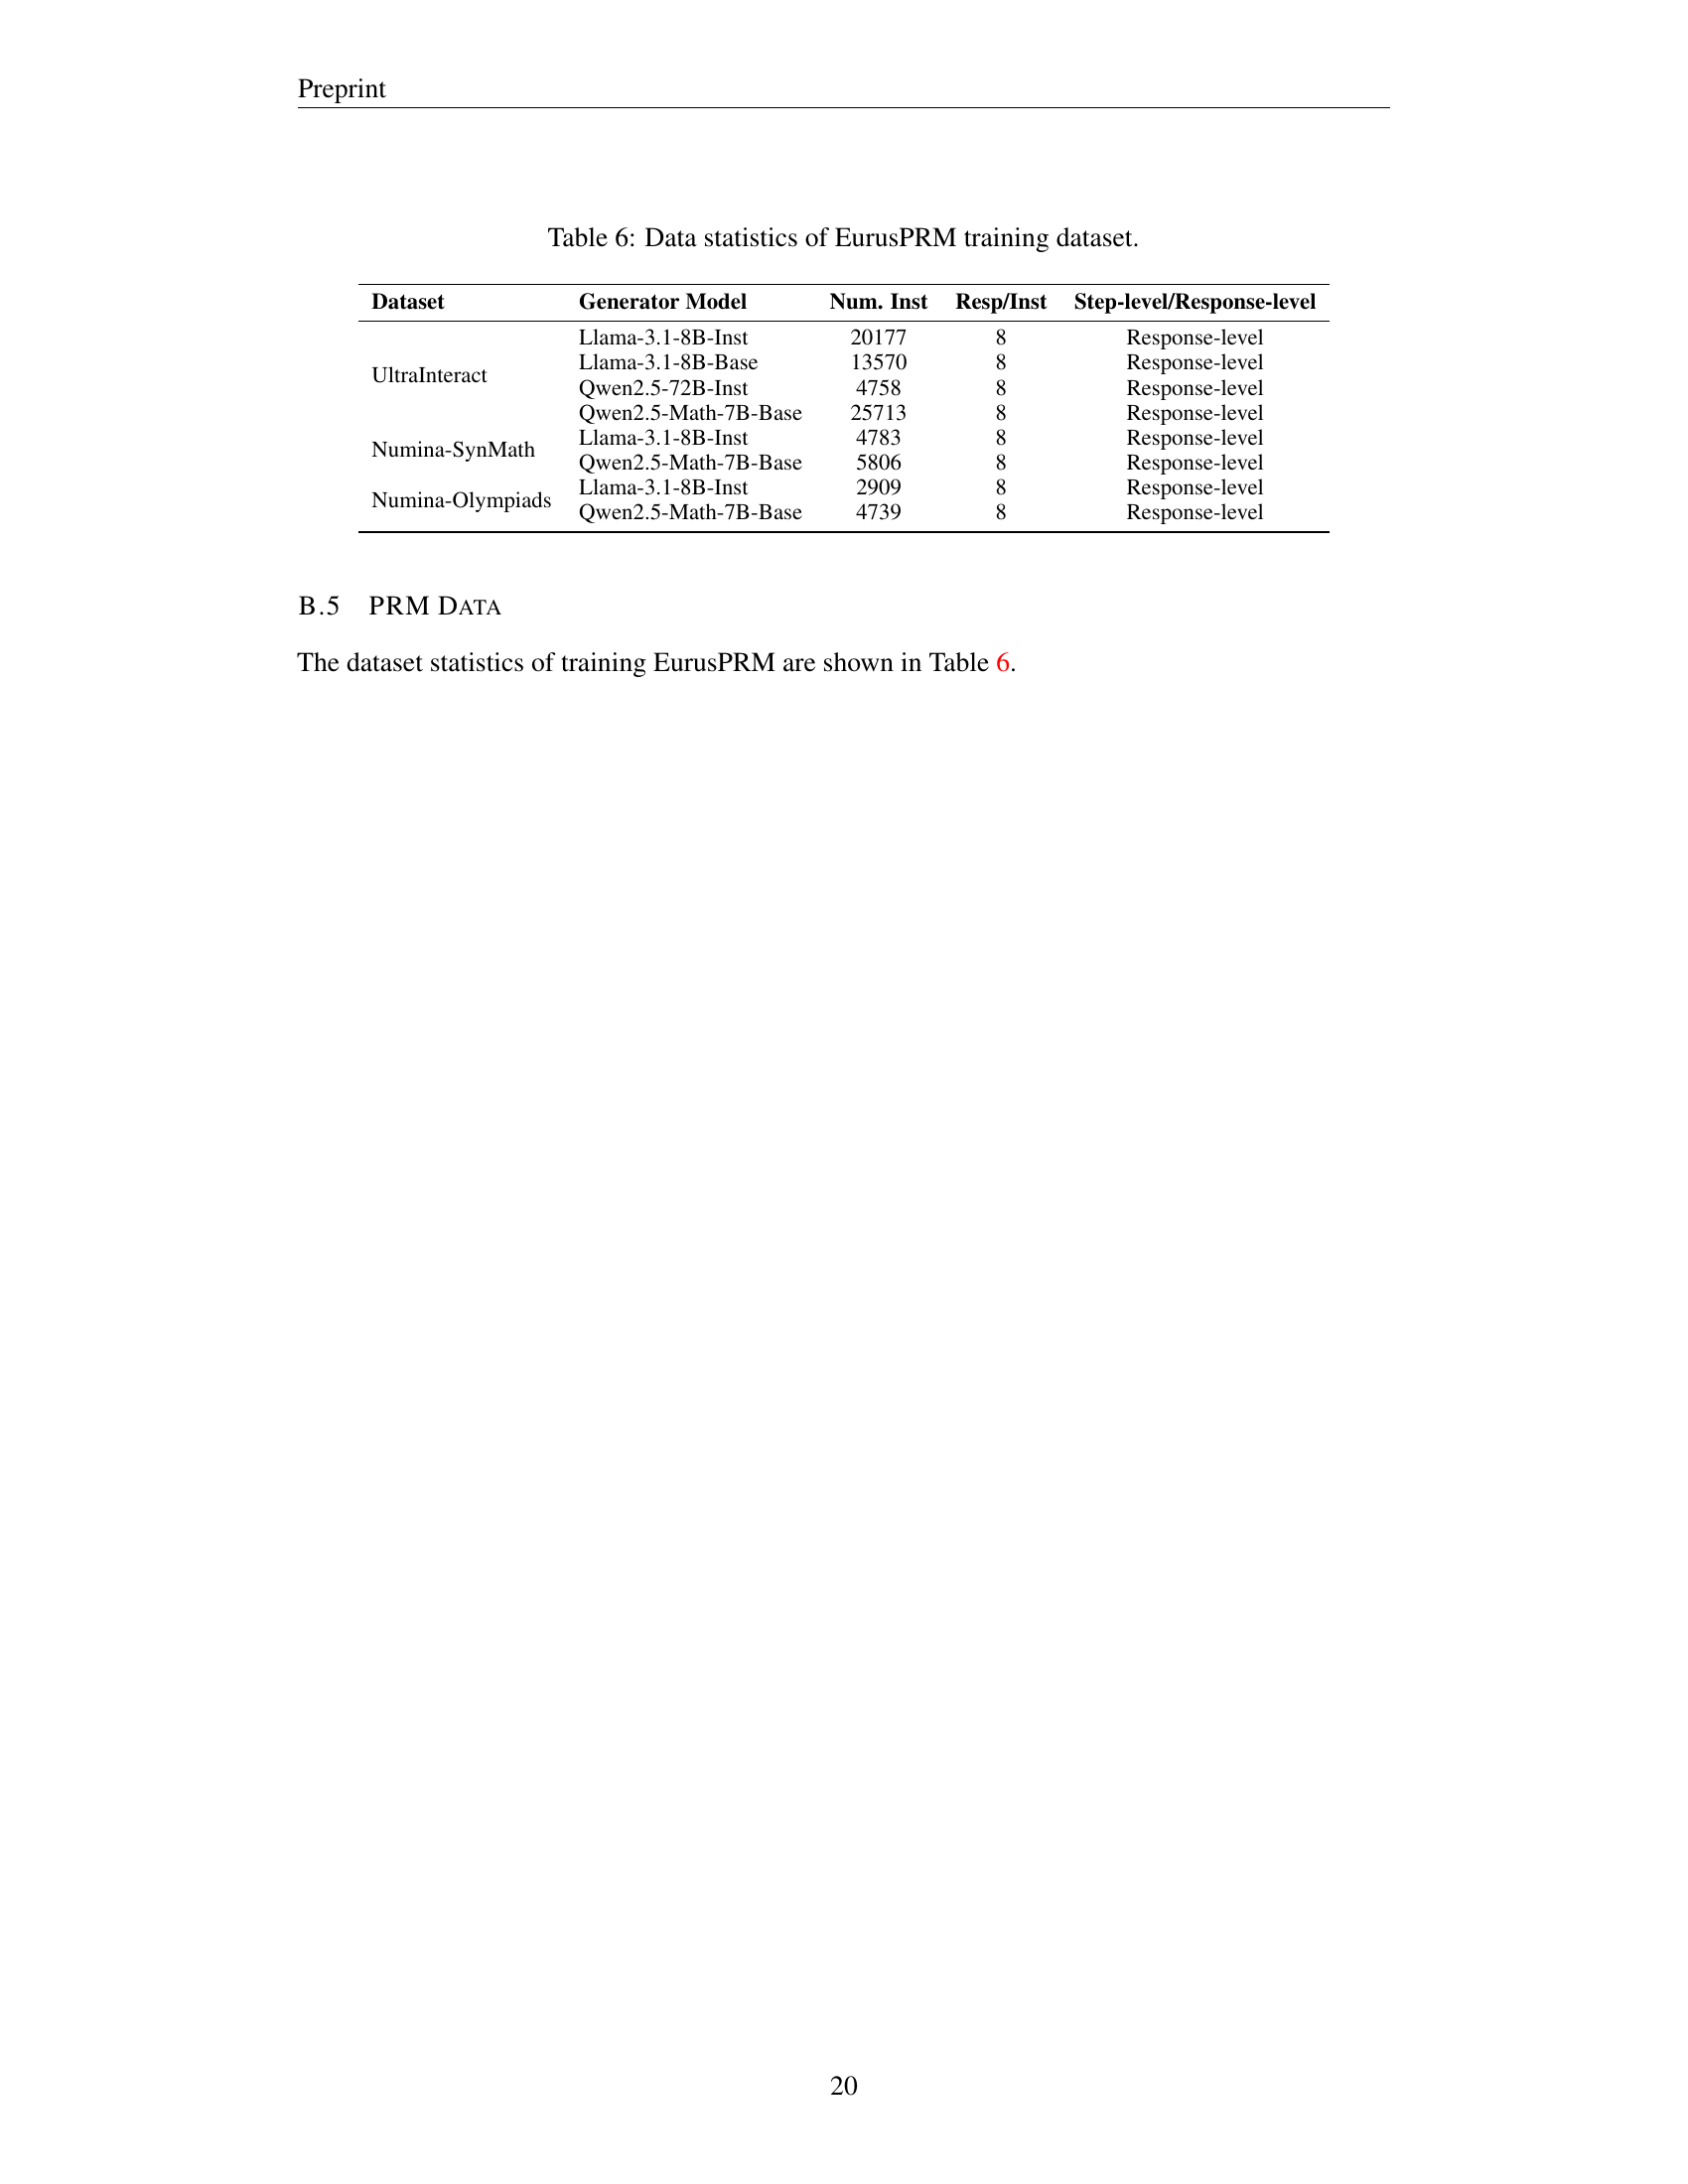 Preprint
Table 6: Data statistics of EurusPRM training dataset.
Dataset Generator Model Num. Inst Resp/Inst Step-level/Response-level
UltraInteract
Llama-3.1-8B-Inst 20177 8 Response-level
Llama-3.1-8B-Base 13570 8 Response-level
Qwen2.5-72B-Inst 4758 8 Response-level
Qwen2.5-Math-7B-Base 25713 8 Response-level
Numina-SynMath
Llama-3.1-8B-Inst 4783 8 Response-level
Qwen2.5-Math-7B-Base 5806 8 Response-level
Numina-Olympiads
Llama-3.1-8B-Inst 2909 8 Response-level
Qwen2.5-Math-7B-Base 4739 8 Response-level
B.5 PRM DATA
The dataset statistics of training EurusPRM are shown in Table 6.
20